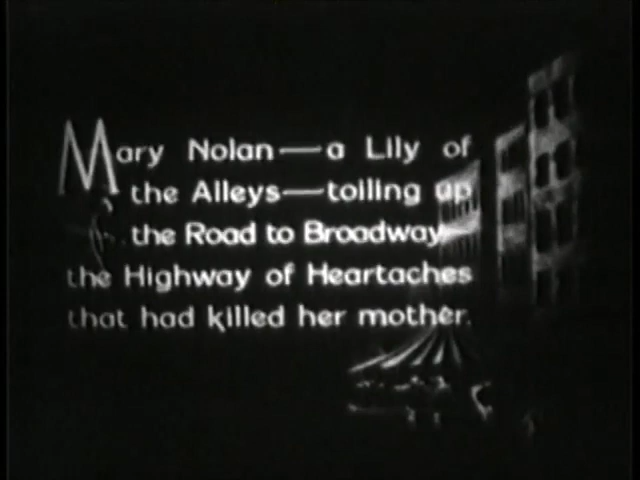 Mary Nolan—a Lily of
the Alleys—toiling up
the Road to Broadway
the Highway of Heartaches
that had killed her mother.